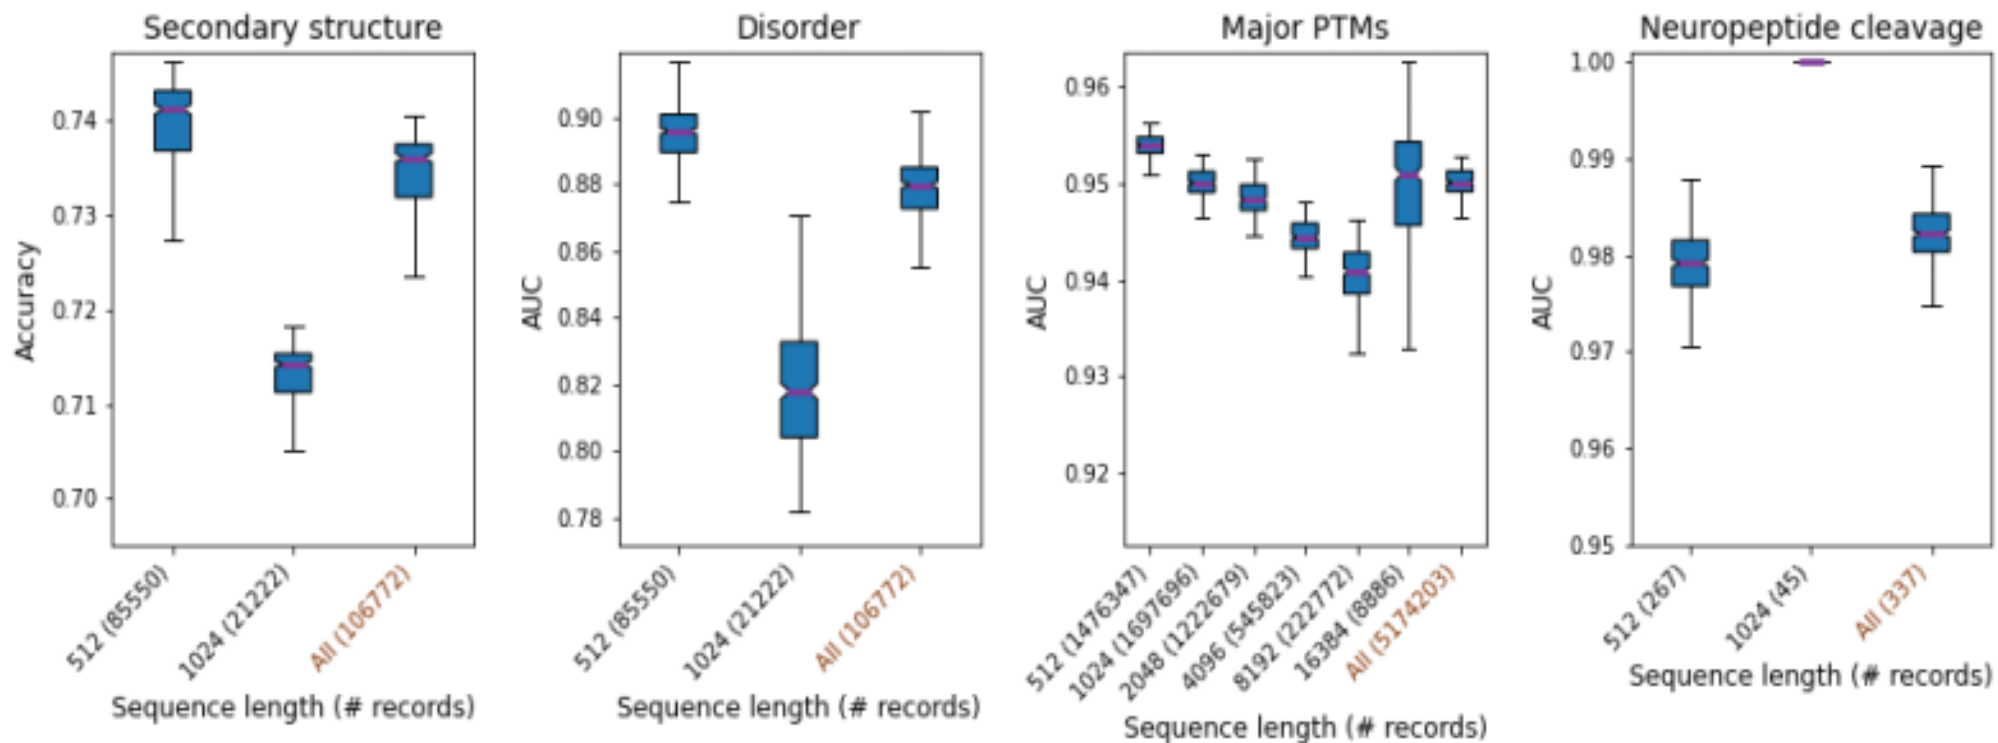 Secondary structure
Accuracy
0.74
0.73
0.72
0.71
0.70
512 (85550)
1024 (21222)
All (106772)
Sequence length (# records)
Disorder
AUC
0.90
0.88
0.86
0.84
0.82
0.80
0.78
512 (85550)
1024 (21222)
All (106772)
Sequence length (# records)
Major PTMs
AUC
0.96
0.95
0.94
0.93
0.92
512 (1476347)
1024 (1697696)
2048 (1222679)
4096 (545823)
8192 (222772)
16384 (8886)
All (5174203)
Sequence length (# records)
Neuropeptide cleavage
AUC
1.00
0.99
0.98
0.97
0.96
0.95
512 (267)
1024 (45)
All (337)
Sequence length (# records)